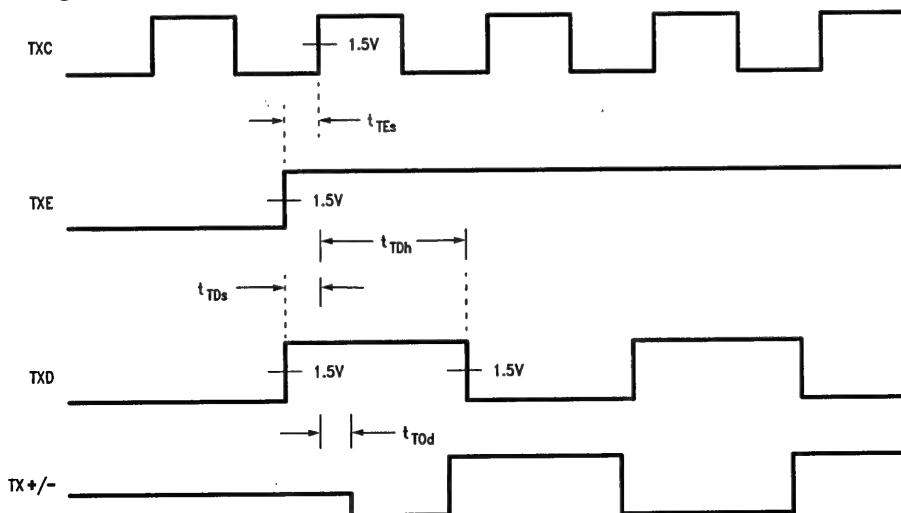 TXC
1.5V
tTEs
TXE
1.5V
tTDh
tTDs
TXD
1.5V
1.5V
tTOd
TX+/-